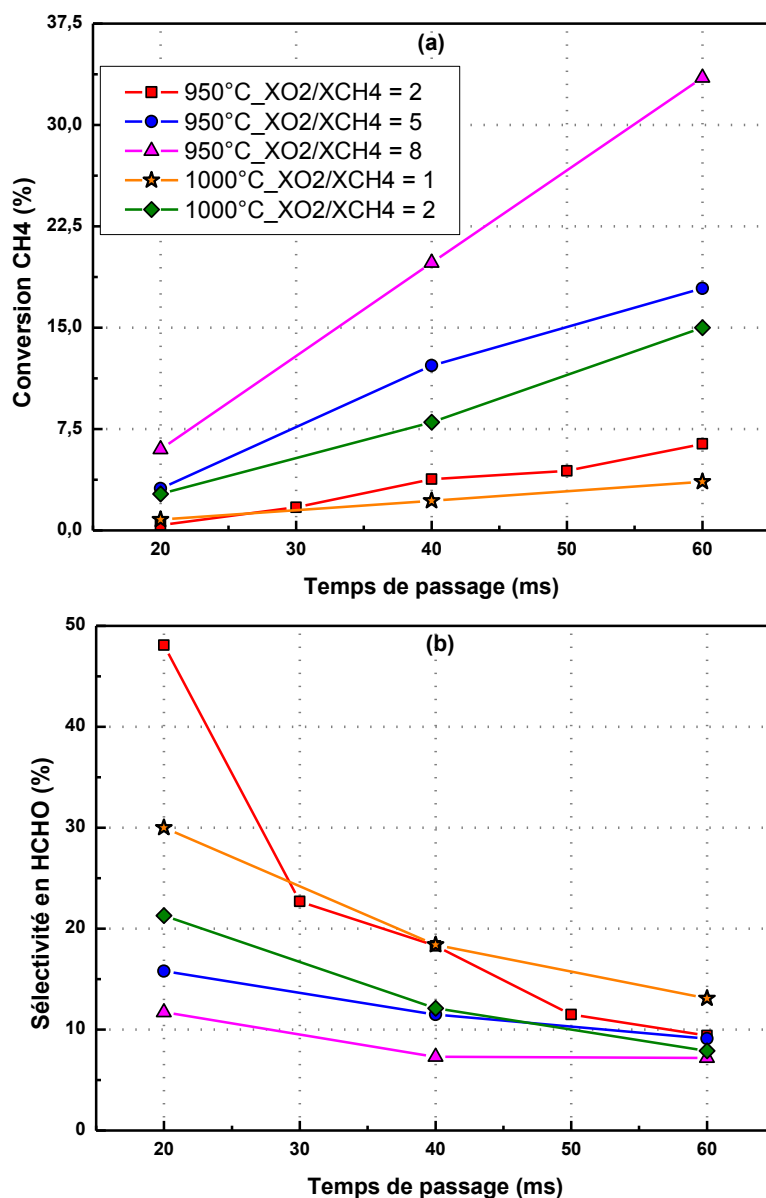 (a)
37,5
30,0
22,5
15,0
7,5
0,0
Conversion CH4 (%)
950°C_XO2/XCH4 = 2
950°C_XO2/XCH4 = 5
950°C_XO2/XCH4 = 8
1000°C_XO2/XCH4 = 1
1000°C_XO2/XCH4 = 2
20 30 40 50 60
Temps de passage (ms)
(b)
50
40
30
20
10
0
Sélectivité en HCHO (%)
20 30 40 50 60
Temps de passage (ms)